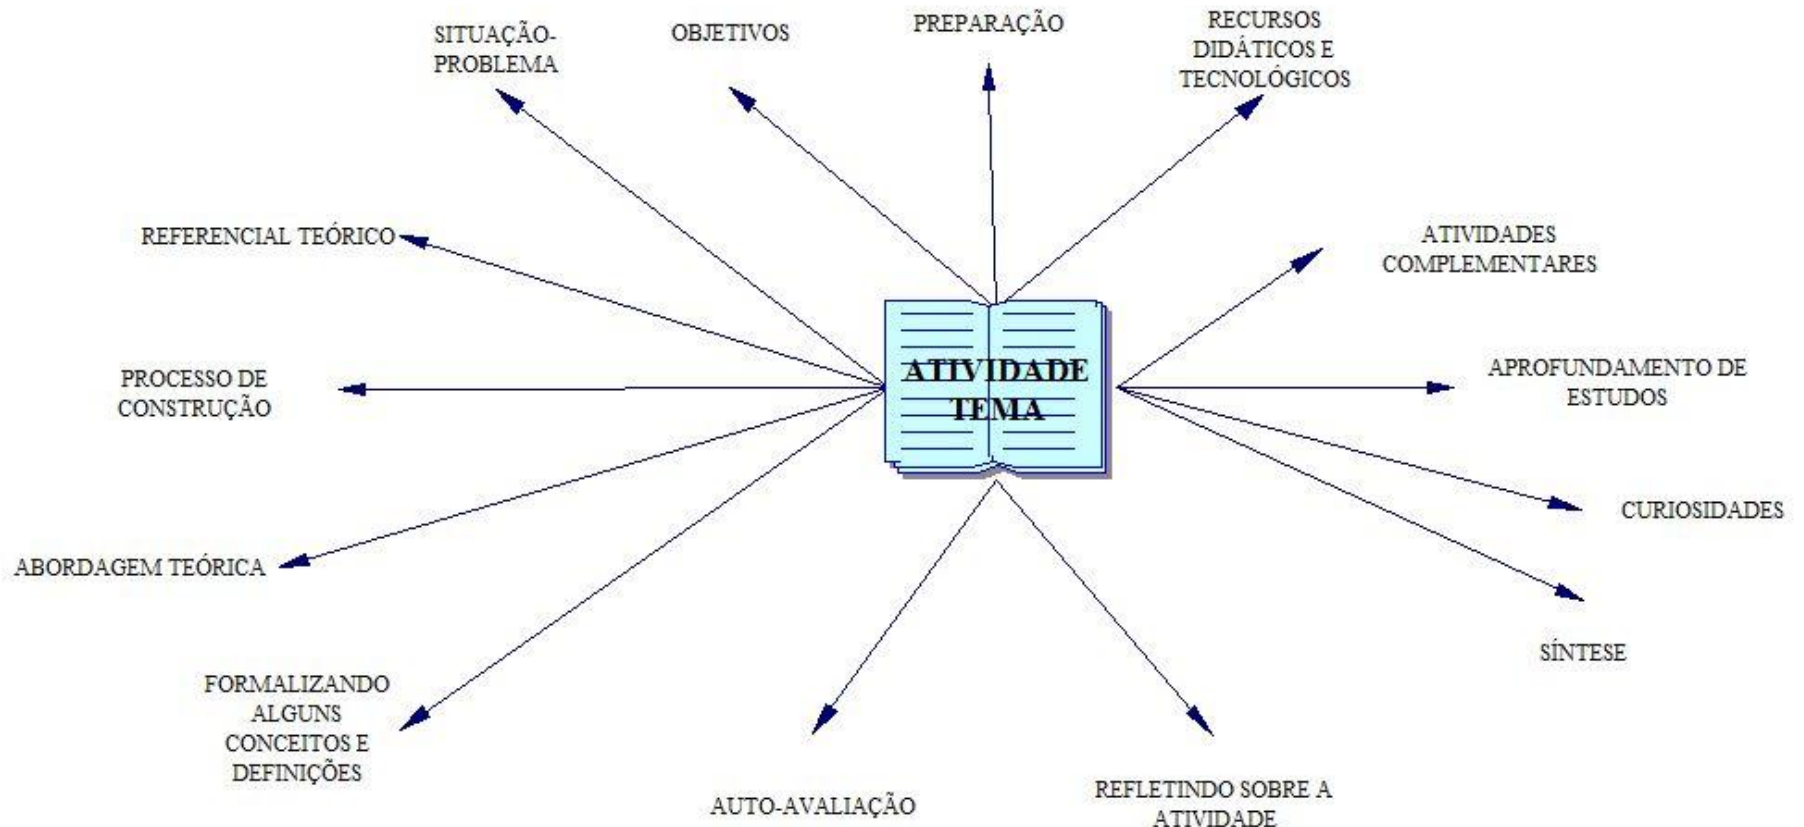 SITUAÇÃO-
PROBLEMA
OBJETIVOS
PREPARAÇÃO
RECURSOS
DIDÁTICOS E
TECNOLÓGICOS
REFERENCIAL TEÓRICO
ATIVIDADES
COMPLEMENTARES
PROCESSO DE
CONSTRUÇÃO
ATIVIDADE
TEMA
APROFUNDAMENTO DE
ESTUDOS
CURIOSIDADES
ABORDAGEM TEÓRICA
SÍNTESE
FORMALIZANDO
ALGUNS
CONCEITOS E
DEFINIÇÕES
AUTO-AVALIAÇÃO
REFLETINDO SOBRE A
ATIVIDADE